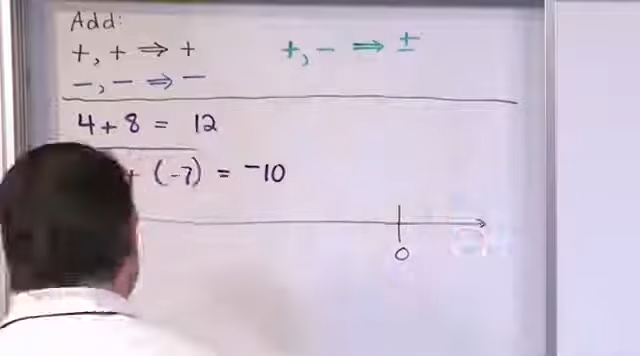 Add:
+, + ⇒ +
+, − ⇒ ±
−, − ⇒ −
4 + 8 = 12
+ (-7) = -10
0